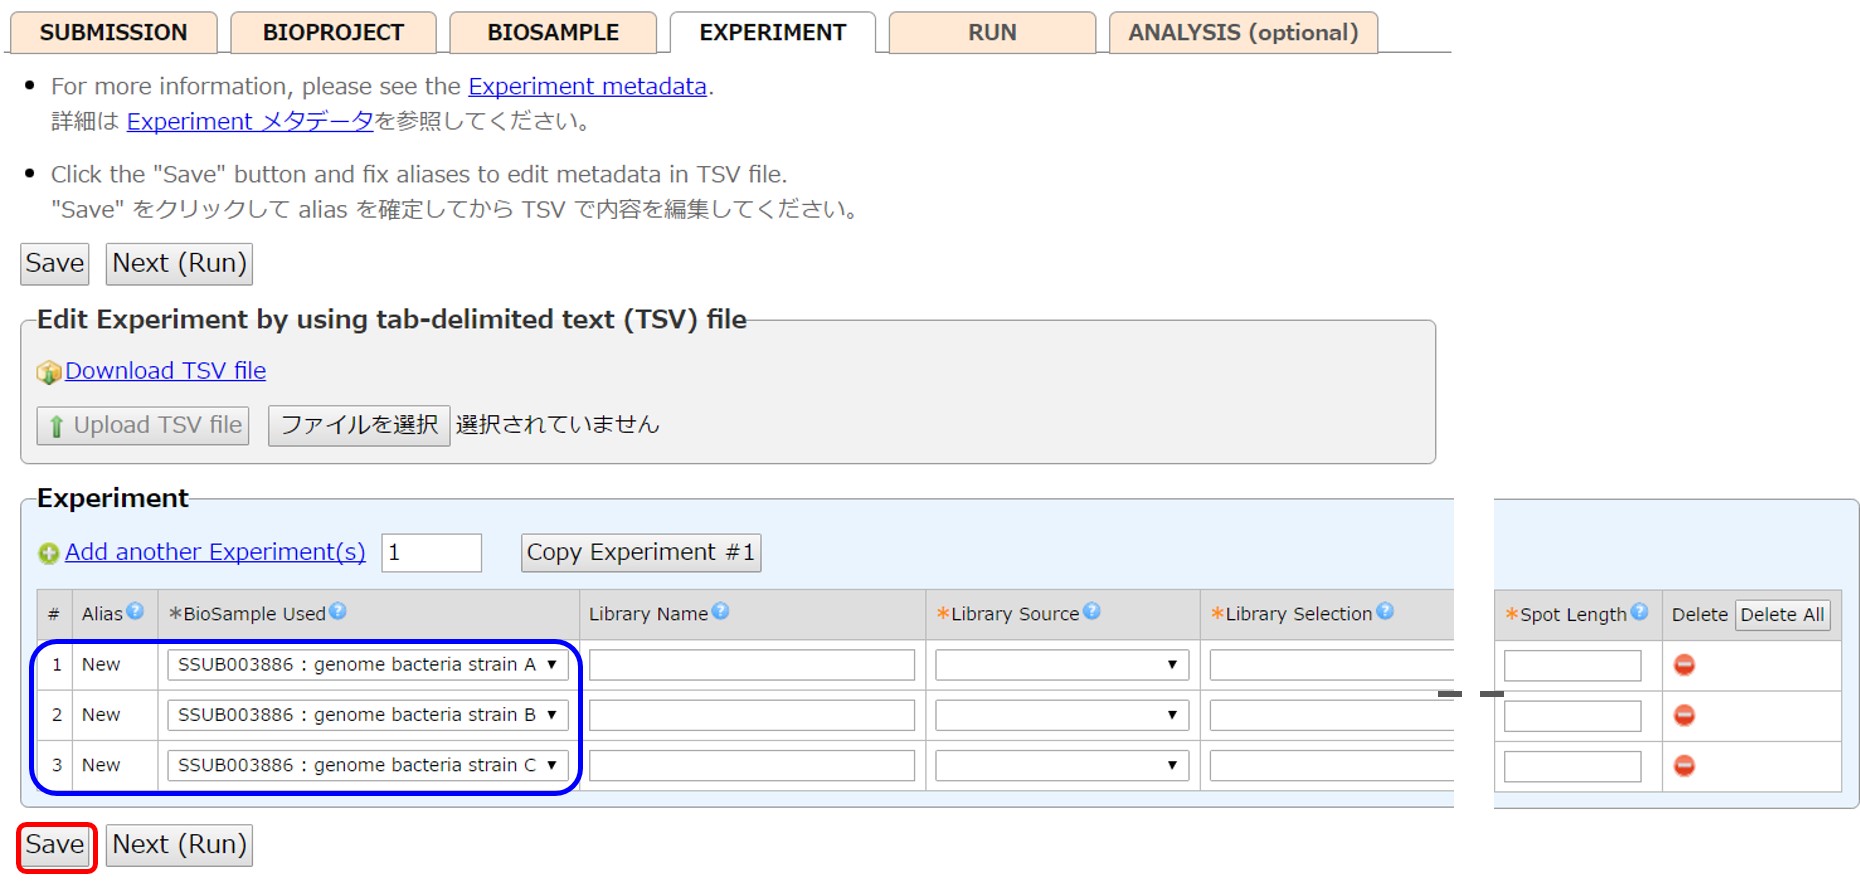 SUBMISSION BIOPROJECT BIOSAMPLE EXPERIMENT RUN ANALYSIS (optional)
For more information, please see the Experiment metadata.
詳細は Experiment メタデータを参照してください。
Click the "Save" button and fix aliases to edit metadata in TSV file.
"Save" をクリックして alias を確定してから TSV で内容を編集してください。
Save Next (Run)
Edit Experiment by using tab-delimited text (TSV) file
Download TSV file
Upload TSV file ファイルを選択 選択されていません
Experiment
Add another Experiment(s) 1 Copy Experiment #1
# Alias *BioSample Used Library Name *Library Source *Library Selection *Spot Length Delete Delete All
1 New SSUB003886 : genome bacteria strain A
2 New SSUB003886 : genome bacteria strain B
3 New SSUB003886 : genome bacteria strain C
Save Next (Run)